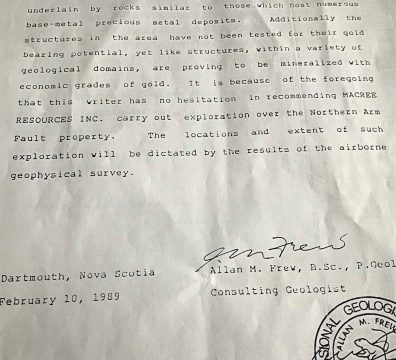 underlain by rocks similar to those which host numerous
base-metal precious metal deposits. Additionally the
structures in the area have not been tested for their gold
bearing potential, yet like structures, within a variety of
geological domains, are proving to be mineralized with
economic grades of gold. It is because of the foregoing
that this writer has no hesitation in recommending MACREE
RESOURCES INC. carry out exploration over the Northern Arm
Fault property. The locations and extent of such
exploration will be dictated by the results of the airborne
geophysical survey.
Dartmouth, Nova Scotia
February 10, 1989
Allan M. Frew, B.Sc., P.Geol
Consulting Geologist
SIONAL GEOLOGI
ALLAN M. FREW